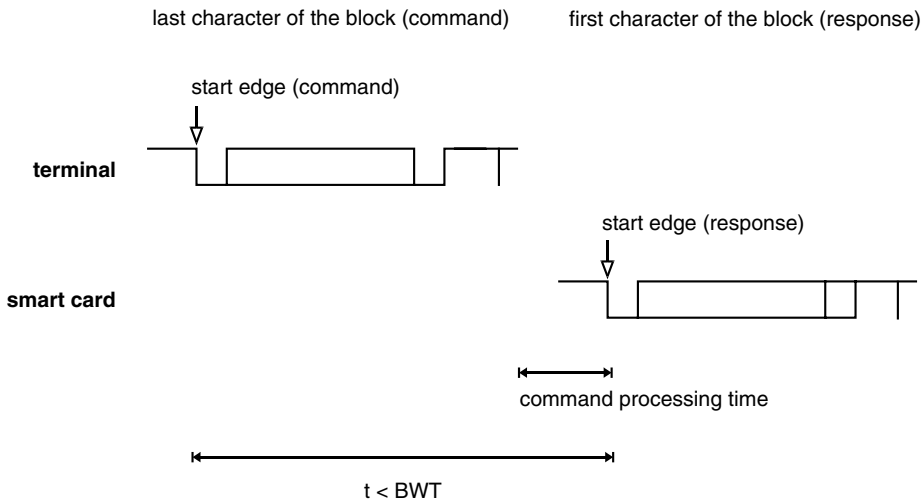 last character of the block (command)
first character of the block (response)
start edge (command)
terminal
start edge (response)
smart card
command processing time
t < BWT